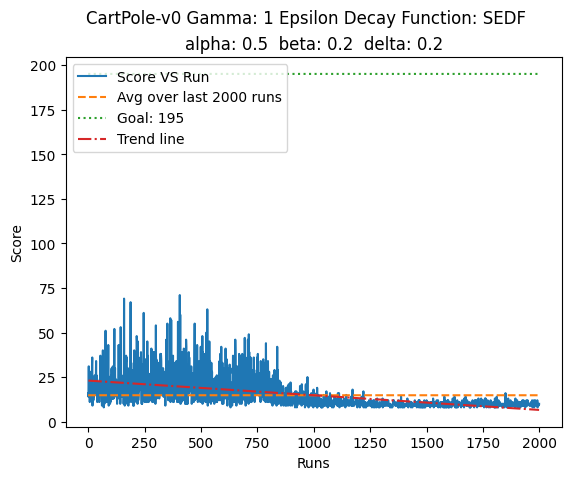 CartPole-v0 Gamma: 1 Epsilon Decay Function: SEDF
alpha: 0.5  beta: 0.2  delta: 0.2
Score VS Run
Avg over last 2000 runs
Goal: 195
Trend line
200
175
150
125
100
75
50
25
0
Score
0
250
500
750
1000
1250
1500
1750
2000
Runs